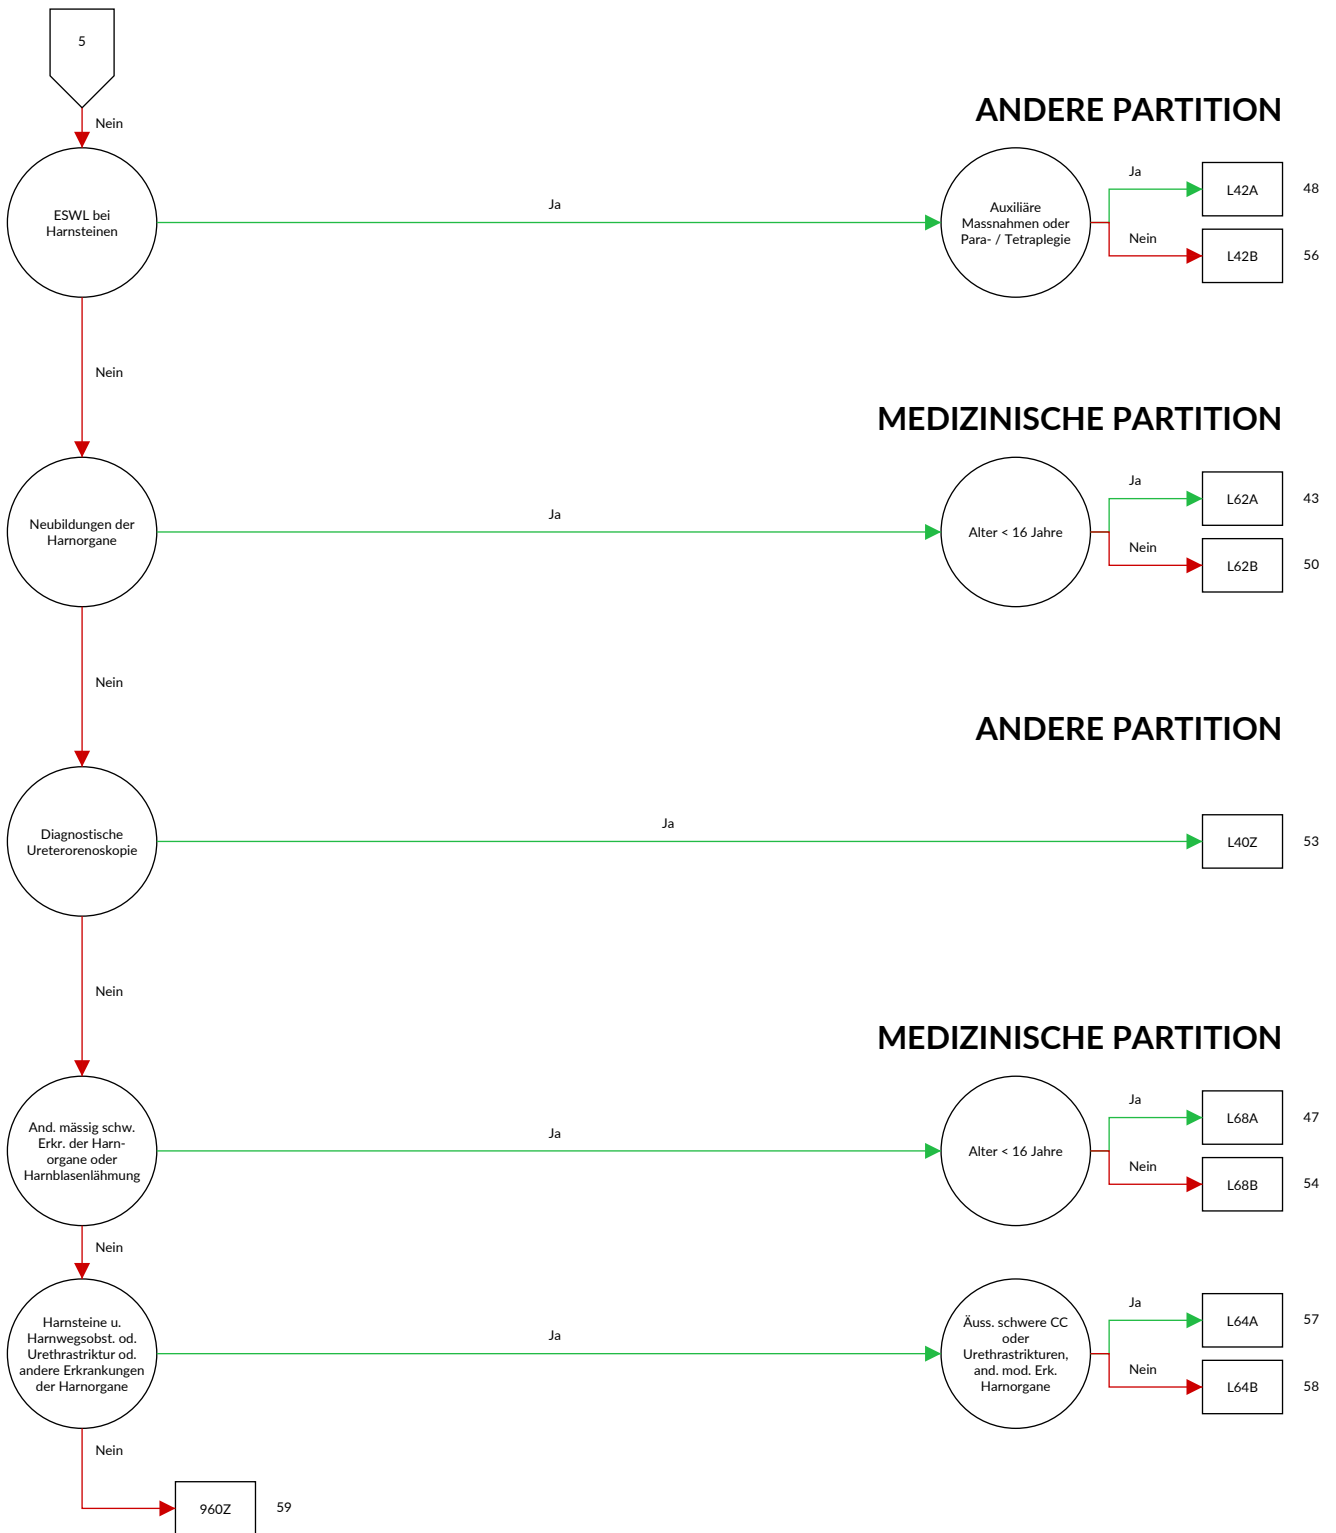 5
Nein
ANDERE PARTITION
ESWL bei
Harnsteinen
Ja
Auxiliäre
Massnahmen oder
Para- / Tetraplegie
Ja
L42A
48
Nein
L42B
56
Nein
MEDIZINISCHE PARTITION
Neubildungen der
Harnorgane
Ja
Alter < 16 Jahre
Ja
L62A
43
Nein
L62B
50
Nein
ANDERE PARTITION
Diagnostische
Ureterorenoskopie
Ja
L40Z
53
Nein
MEDIZINISCHE PARTITION
And. mässig schw.
Erkr. der Harn-
organe oder
Harnblasenlähmung
Ja
Alter < 16 Jahre
Ja
L68A
47
Nein
L68B
54
Nein
Harnsteine u.
Harnwegsobst. od.
Urethrastriktur od.
andere Erkrankungen
der Harnorgane
Ja
Äuss. schwere CC
oder
Urethrastrikturen,
and. mod. Erk.
Harnorgane
Ja
L64A
57
Nein
L64B
58
Nein
960Z
59